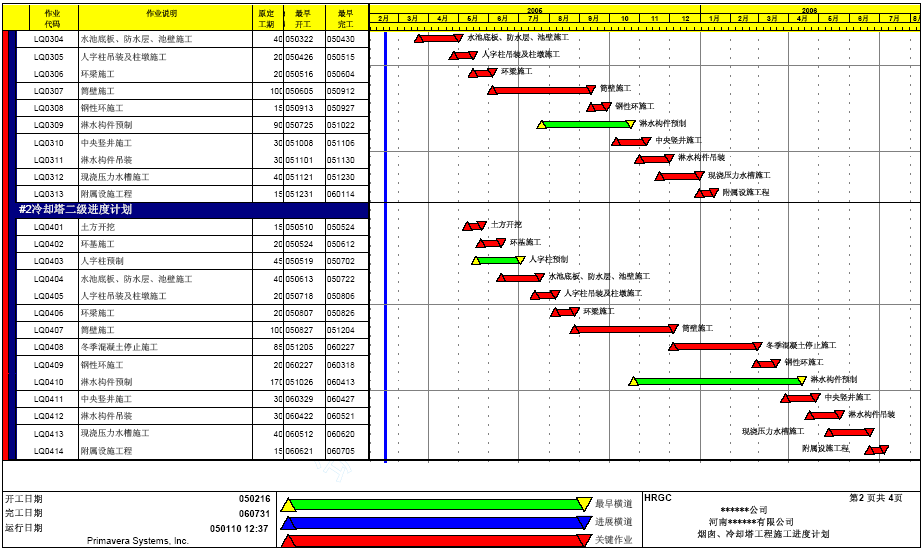 作业 作业说明 原定 最早 最早 2005 2006
代码 工期 开工 完工 2月 3月 4月 5月 6月 7月 8月 9月 10 11 12 1月 2月 3月 4月 5月 6月 7月 8月
LQ0304 水池底板、防水层、池壁施工 40 050322 050430 水池底板、防水层、池壁施工
LQ0305 人字柱吊装及柱墩施工 20 050426 050515 人字柱吊装及柱墩施工
LQ0306 环梁施工 20 050516 050604 环梁施工
LQ0307 筒壁施工 100 050605 050912 筒壁施工
LQ0308 钢性环施工 15 050913 050927 钢性环施工
LQ0309 淋水构件预制 90 050725 051022 淋水构件预制
LQ0310 中央竖井施工 30 051008 051106 中央竖井施工
LQ0311 淋水构件吊装 30 051101 051130 淋水构件吊装
LQ0312 现浇压力水槽施工 40 051121 051230 现浇压力水槽施工
LQ0313 附属设施工程 15 051231 060114 附属设施工程
#2冷却塔二级进度计划
LQ0401 土方开挖 15 050510 050524 土方开挖
LQ0402 环基施工 20 050524 050612 环基施工
LQ0403 人字柱预制 45 050519 050702 人字柱预制
LQ0404 水池底板、防水层、池壁施工 40 050613 050722 水池底板、防水层、池壁施工
LQ0405 人字柱吊装及柱墩施工 20 050718 050806 人字柱吊装及柱墩施工
LQ0406 环梁施工 20 050807 050826 环梁施工
LQ0407 筒壁施工 100 050827 051204 筒壁施工
LQ0408 冬季混凝土停止施工 85 051205 060227 冬季混凝土停止施工
LQ0409 钢性环施工 20 060227 060318 钢性环施工
LQ0410 淋水构件预制 170 051026 060413 淋水构件预制
LQ0411 中央竖井施工 30 060329 060427 中央竖井施工
LQ0412 淋水构件吊装 30 060422 060521 淋水构件吊装
LQ0413 现浇压力水槽施工 40 060512 060620 现浇压力水槽施工
LQ0414 附属设施工程 15 060621 060705 附属设施工程
开工日期 050216 最早横道 HRGC 第2 页共 4页
完工日期 060731 ******公司
运行日期 050110 12:37 进展横道 河南******有限公司
Primavera Systems, Inc. 关键作业 烟囱、冷却塔工程施工进度计划